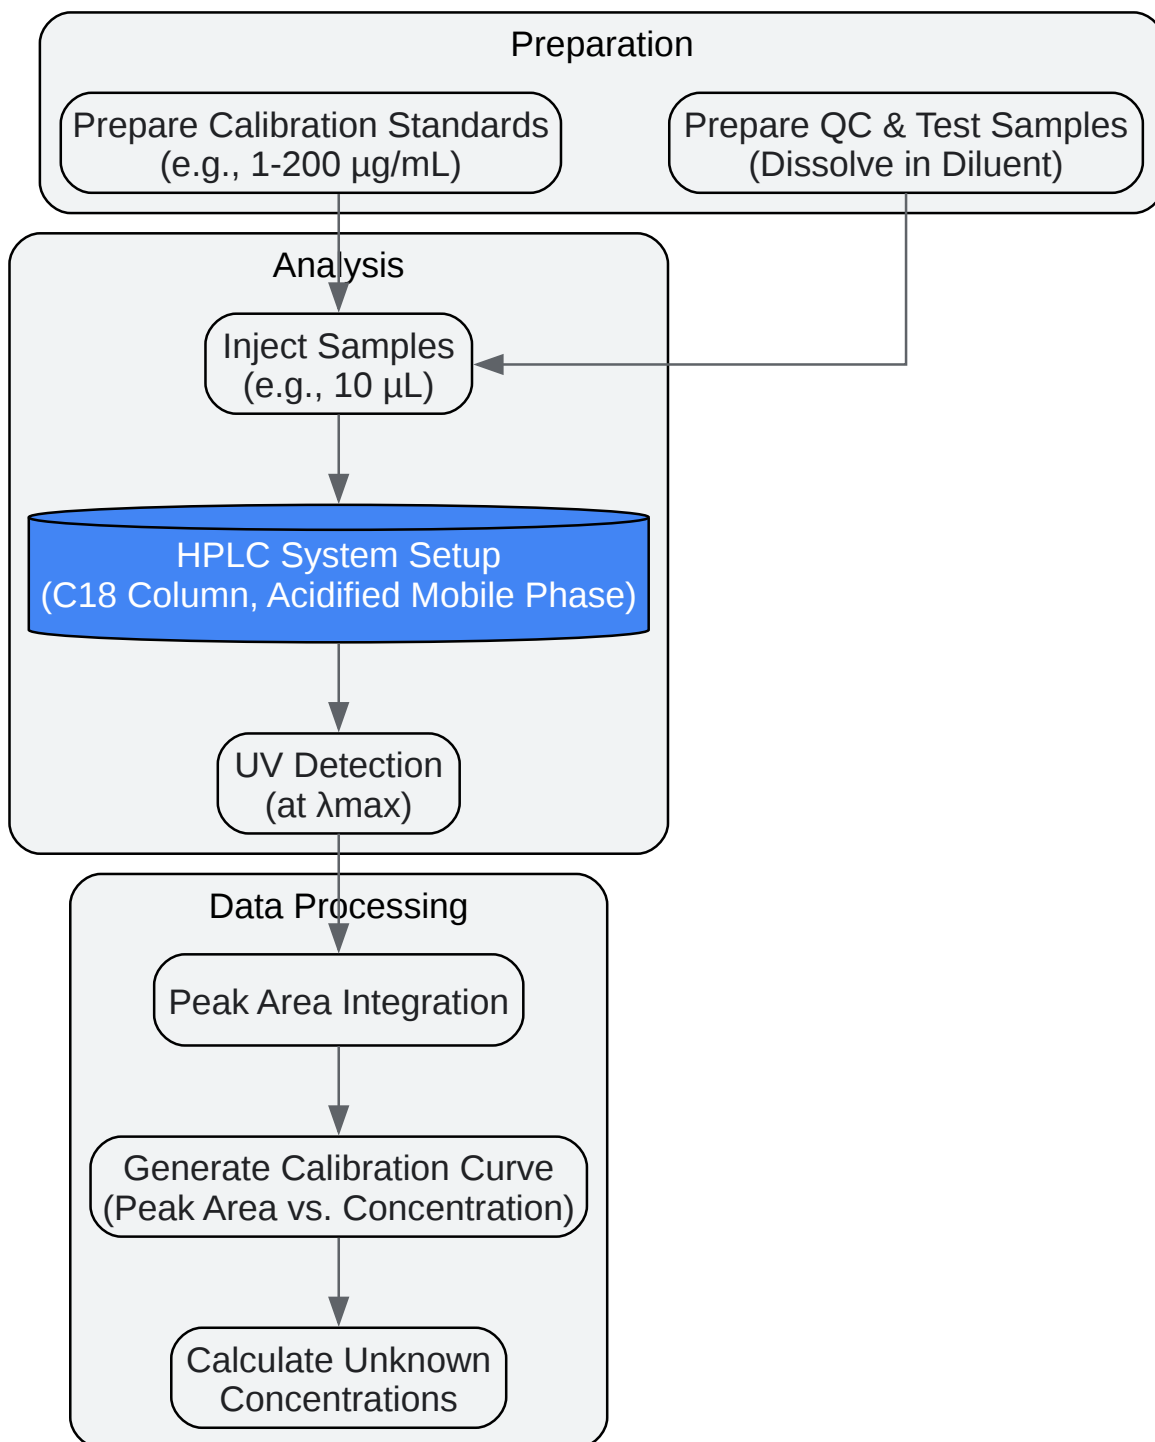 Preparation
Prepare Calibration Standards
(e.g., 1-200 µg/mL)
Prepare QC & Test Samples
(Dissolve in Diluent)
Analysis
Inject Samples
(e.g., 10 µL)
HPLC System Setup
(C18 Column, Acidified Mobile Phase)
UV Detection
(at λmax)
Data Processing
Peak Area Integration
Generate Calibration Curve
(Peak Area vs. Concentration)
Calculate Unknown
Concentrations